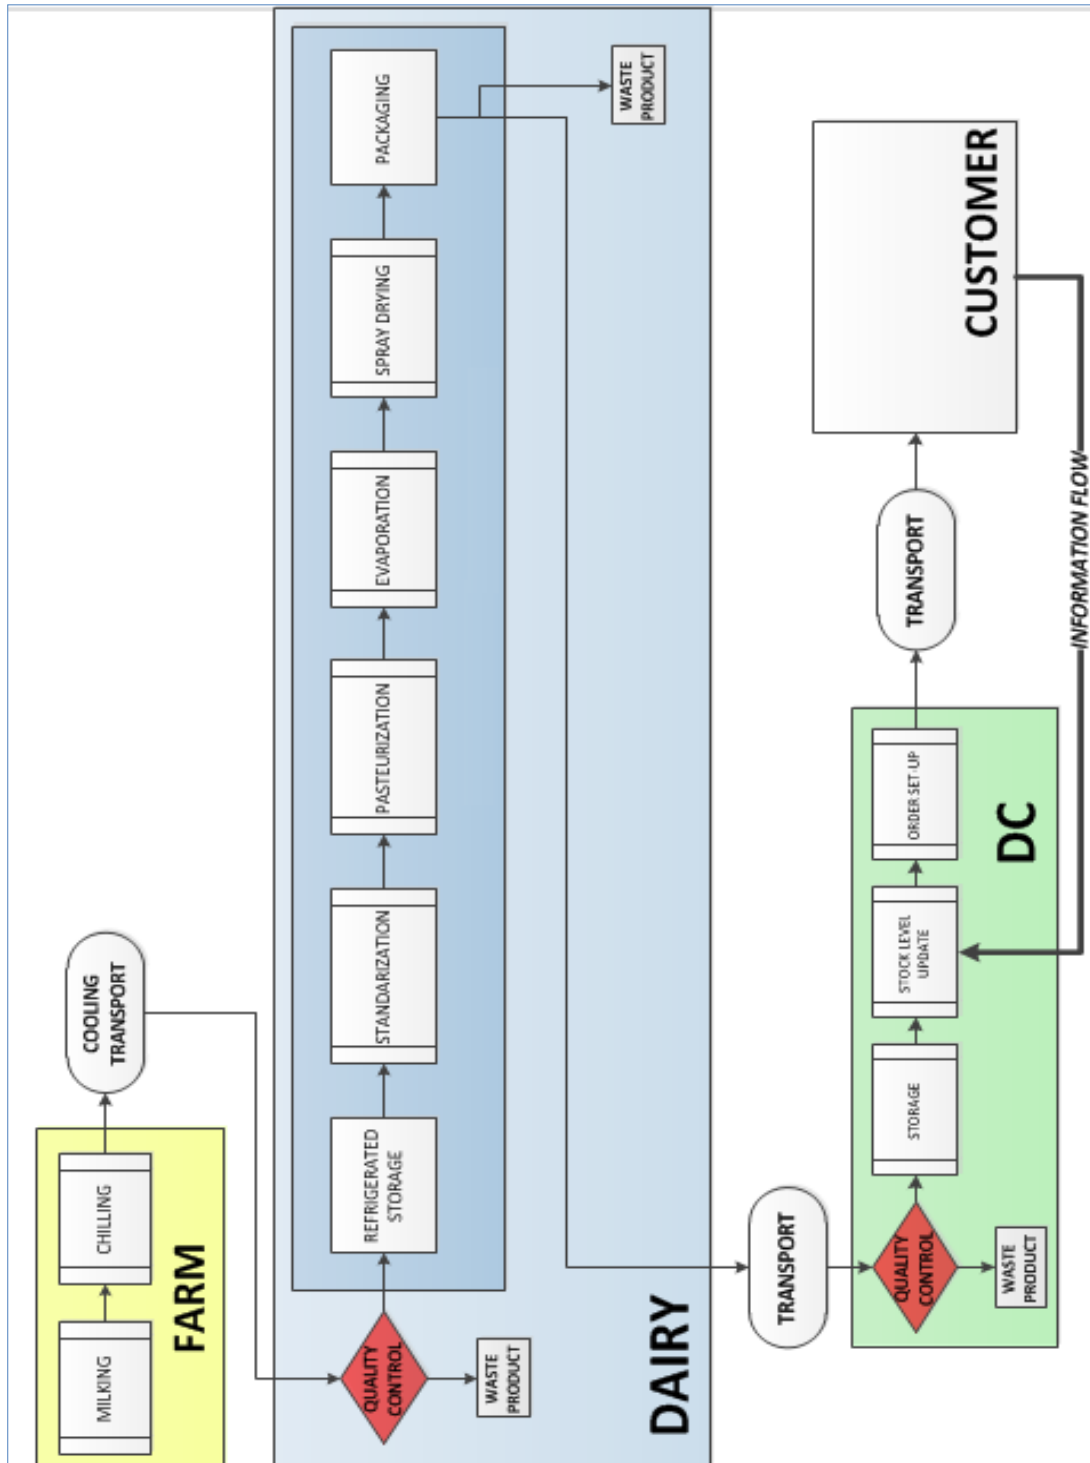 MILKING
CHILLING
FARM
COOLING
TRANSPORT
QUALITY
CONTROL
WASTE
PRODUCT
REFRIGERATED
STORAGE
STANDARIZATION
PASTEURIZATION
EVAPORATION
SPRAY DRYING
PACKAGING
WASTE
PRODUCT
DAIRY
TRANSPORT
QUALITY
CONTROL
WASTE
PRODUCT
STORAGE
STOCK LEVEL
UPDATE
ORDER SET-UP
DC
TRANSPORT
CUSTOMER
INFORMATION FLOW